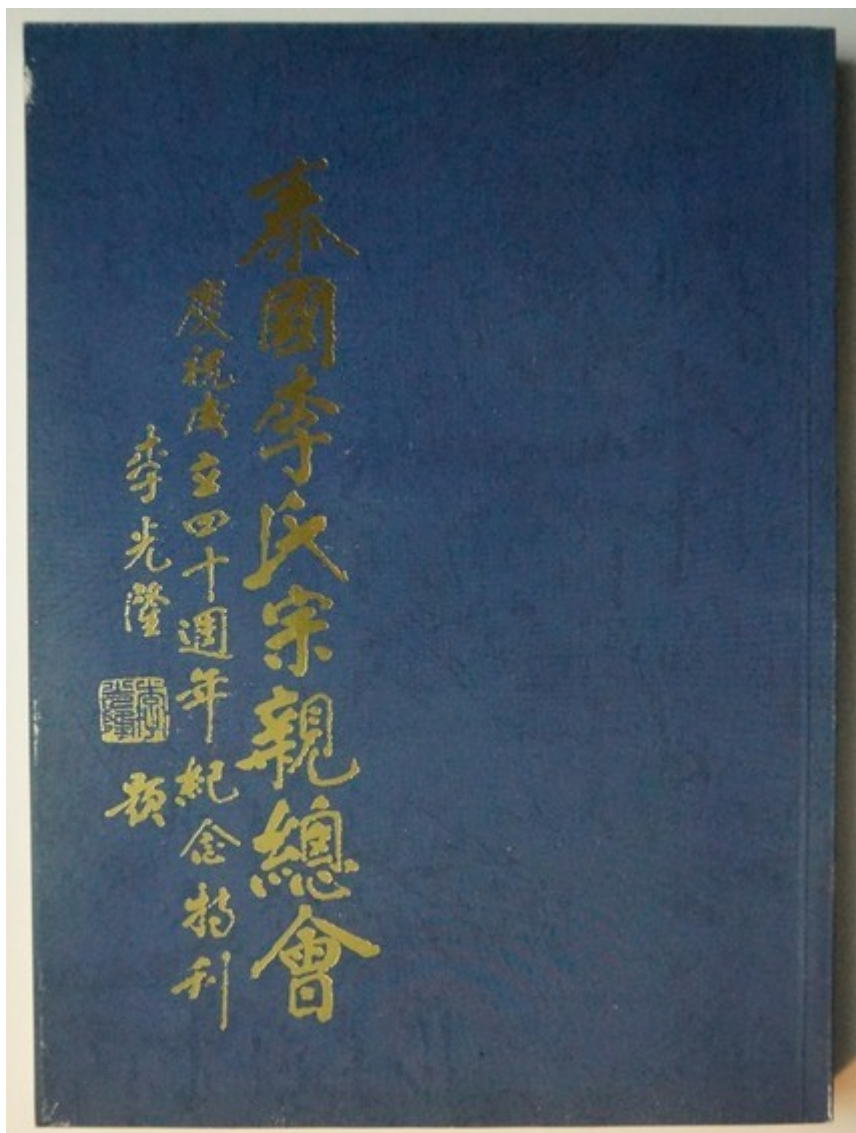 泰國李氏宗親總會
慶祝成立四十週年紀念特刊
李光隆
題